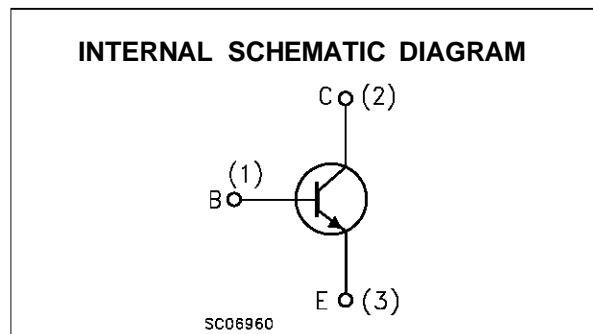 INTERNAL SCHEMATIC DIAGRAM
C (2)
(1)
B
E (3)
SC06960